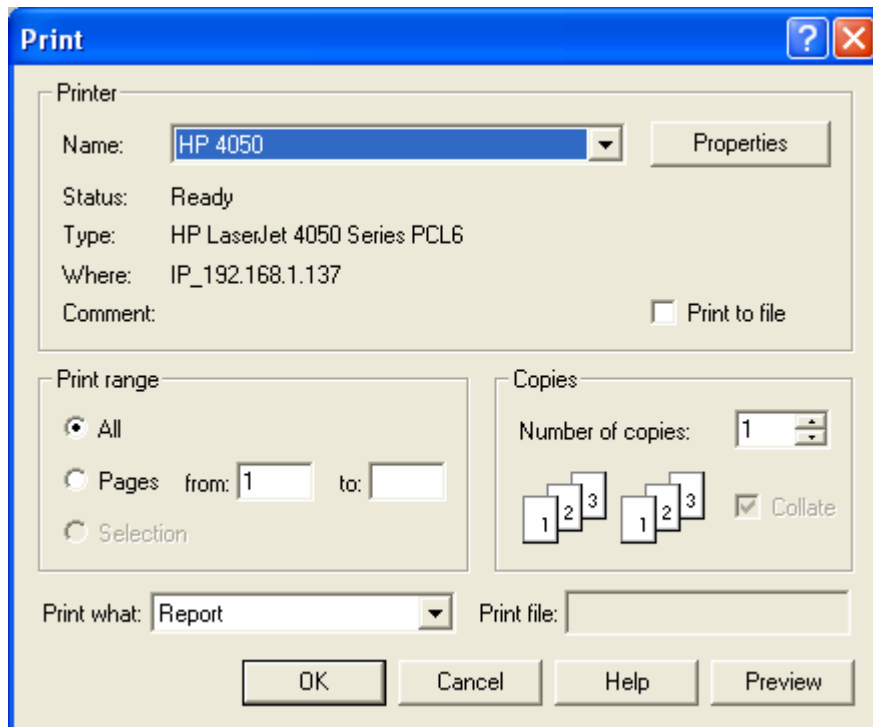 Print
Printer
Name: HP 4050 Properties
Status: Ready
Type: HP LaserJet 4050 Series PCL6
Where: IP_192.168.1.137
Comment: Print to file
Print range
All
Pages from: 1 to:
Selection
Copies
Number of copies: 1
1 2 3 1 2 3 Collate
Print what: Report Print file:
OK Cancel Help Preview